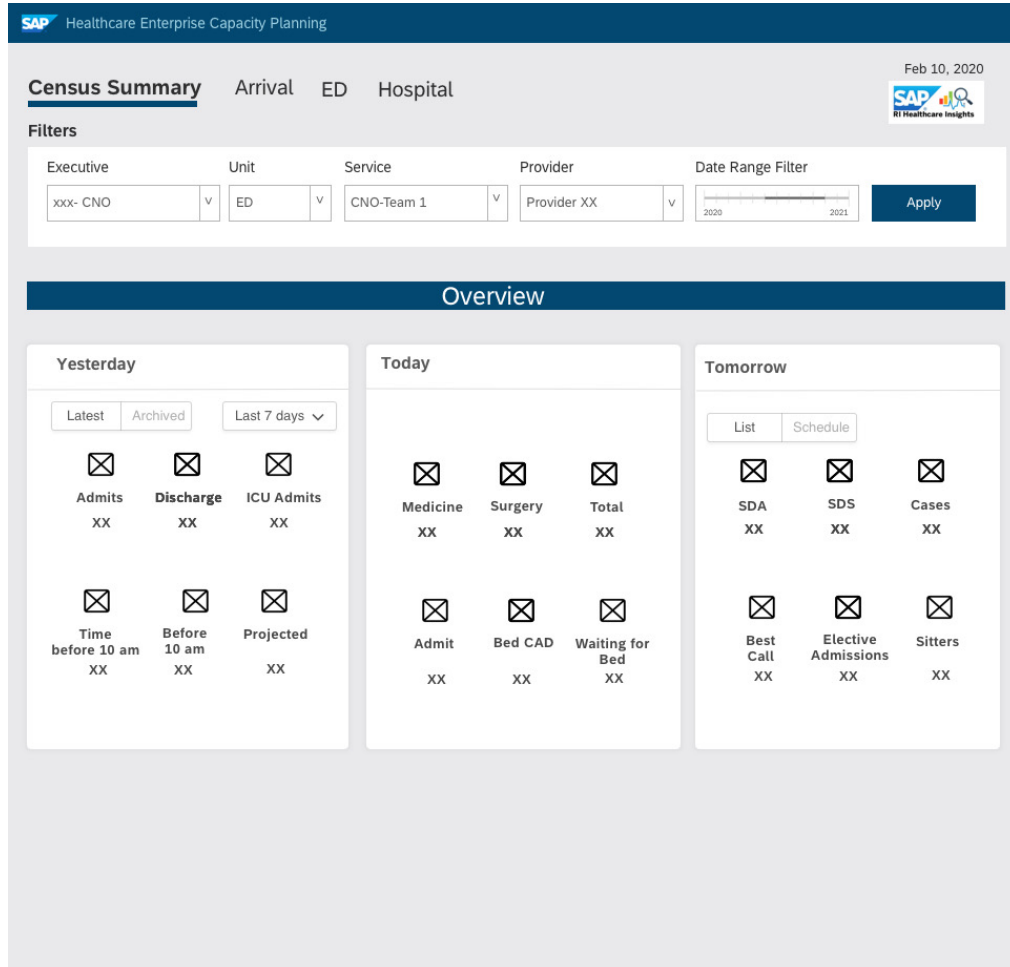 SAP Healthcare Enterprise Capacity Planning
Feb 10, 2020
Census Summary Arrival ED Hospital
SAP
RI Healthcare Insights
Filters
Executive Unit Service Provider Date Range Filter
xxx- CNO v ED v CNO-Team 1 v Provider XX v 2020 2021 Apply
Overview
Yesterday
Latest Archived Last 7 days
Admits Discharge ICU Admits
XX XX XX
Time before 10 am Before 10 am Projected
XX XX XX
Today
Medicine Surgery Total
XX XX XX
Admit Bed CAD Waiting for Bed
XX XX XX
Tomorrow
List Schedule
SDA SDS Cases
XX XX XX
Best Call Elective Admissions Sitters
XX XX XX